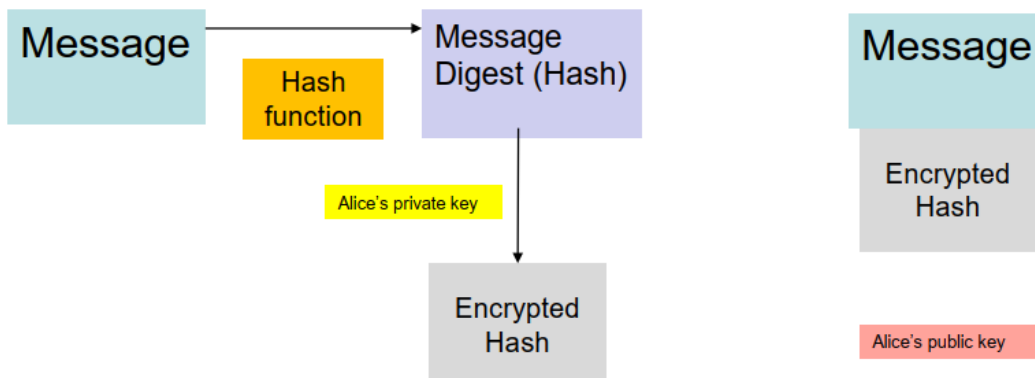 Message
Hash
function
Message
Digest (Hash)
Alice's private key
Encrypted
Hash
Message
Encrypted
Hash
Alice's public key